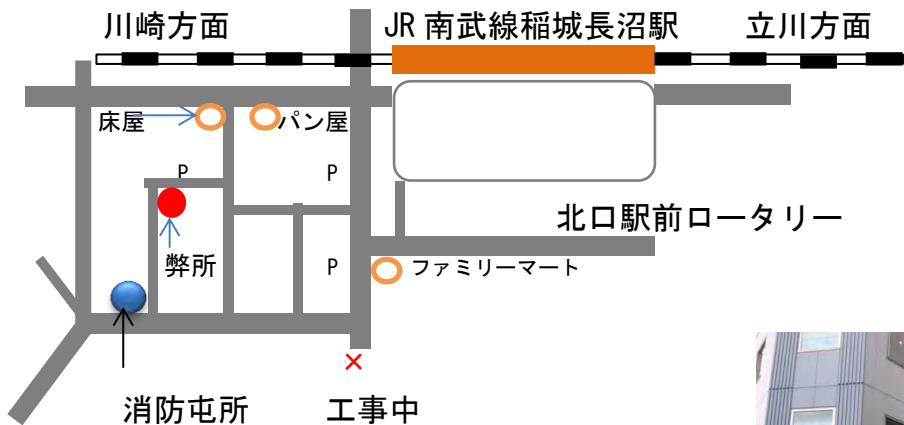 川崎方面
JR 南武線稲城長沼駅
立川方面
床屋
パン屋
P
P
北口駅前ロータリー
弊所
P
ファミリーマート
×
消防屯所
工事中